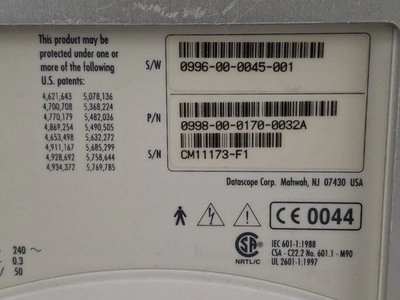 This product may be
protected under one or
more of the following
U.S. patents:
4,621,643 5,078,136
4,700,708 5,368,224
4,770,179 5,482,036
4,869,254 5,490,505
4,653,498 5,632,272
4,911,167 5,685,299
4,928,692 5,758,644
4,934,372 5,769,785
S/W
0996-00-0045-001
P/N
0998-00-0170-0032A
S/N
CM11173-F1
Datascope Corp. Mahwah, NJ 07430 USA
CE 0044
SA
NRTL/C
IEC 601-1:1988
CSA - C22.2 No. 601.1 - M90
UL 2601-1:1997
240 ~
0.3
/ 50